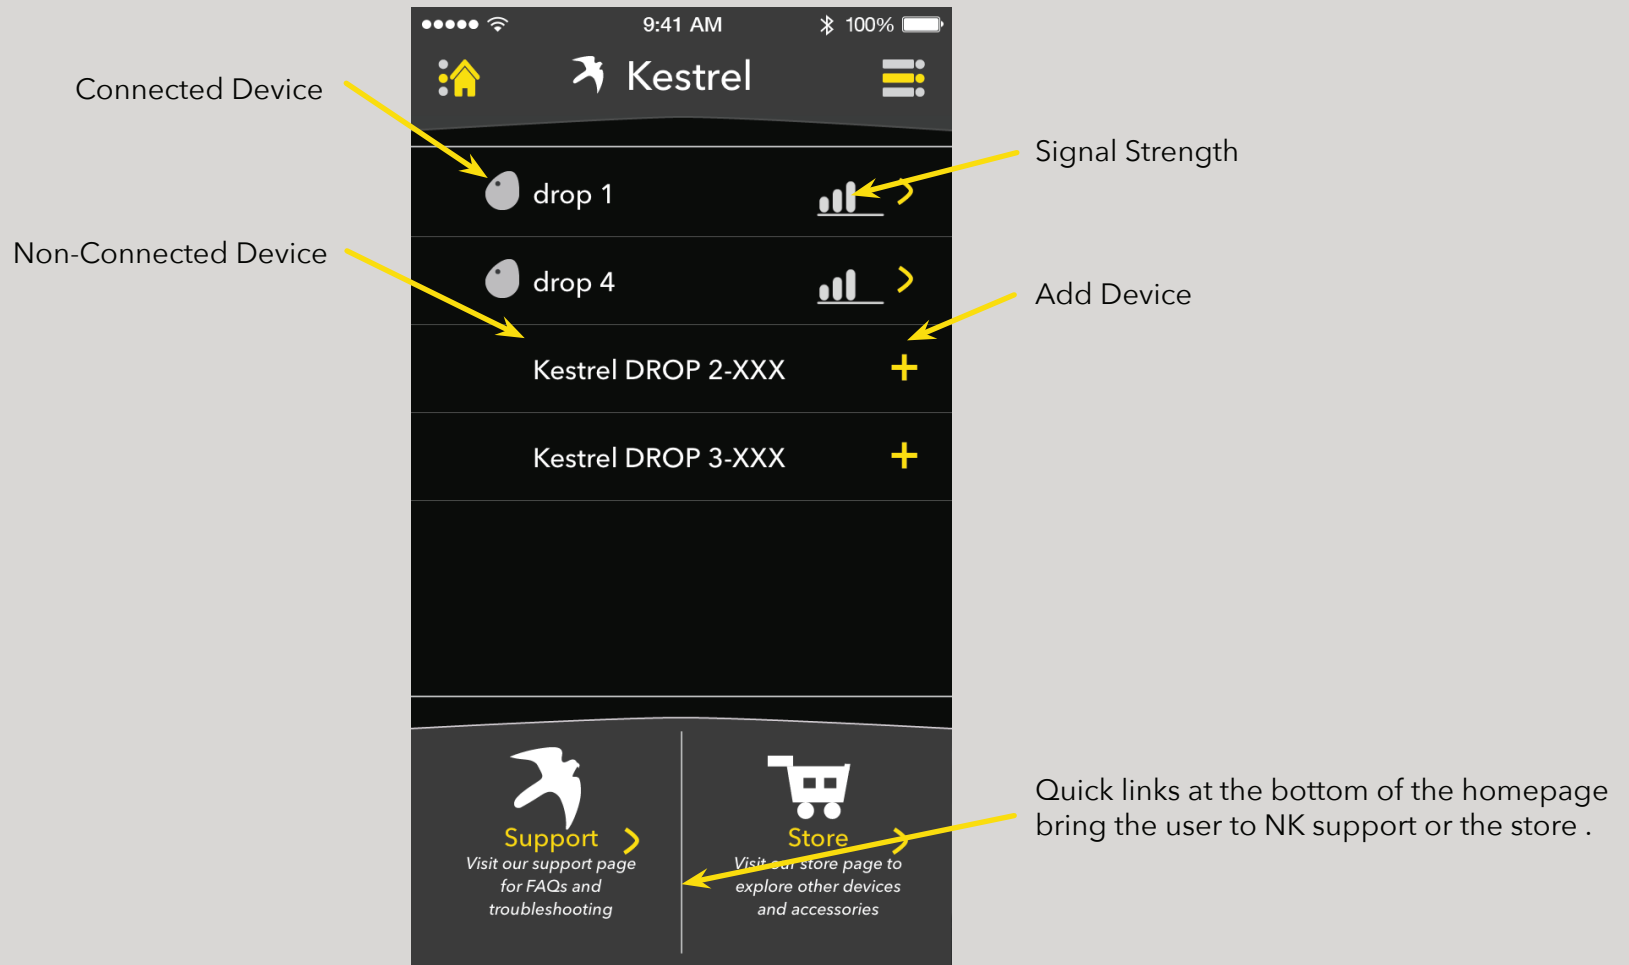 9:41 AM
100%
Kestrel
Connected Device
Signal Strength
drop 1
Non-Connected Device
drop 4
Add Device
Kestrel DROP 2-XXX
Kestrel DROP 3-XXX
Quick links at the bottom of the homepage
bring the user to NK support or the store .
Support
Visit our support page
for FAQs and
troubleshooting
Store
Visit our store page to
explore other devices
and accessories